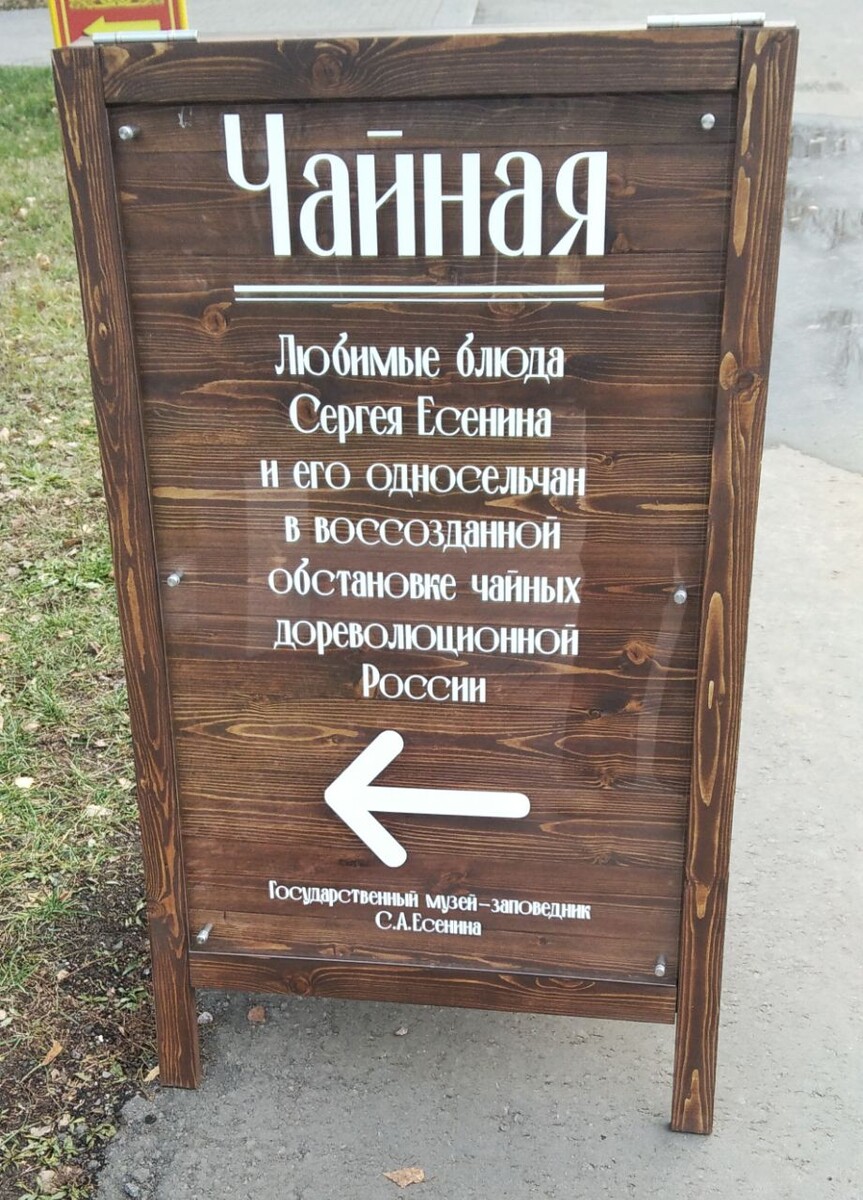 Чайная
Любимые блюда
Сергея Есенина
и его односельчан
в воссозданной
обстановке чайных
дореволюционной
России
Государственный музей-заповедник
С.А.Есенина